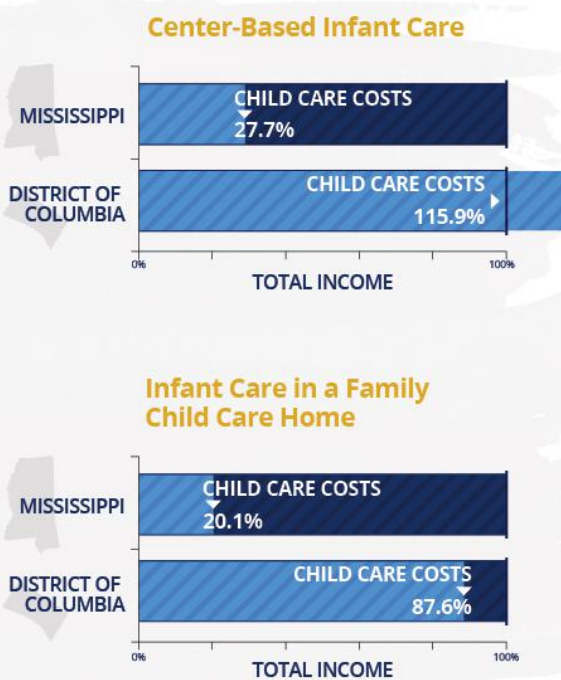 Center-Based Infant Care
MISSISSIPPI
CHILD CARE COSTS
27.7%
DISTRICT OF
COLUMBIA
CHILD CARE COSTS
115.9%
0%
100%
TOTAL INCOME
Infant Care in a Family
Child Care Home
MISSISSIPPI
CHILD CARE COSTS
20.1%
DISTRICT OF
COLUMBIA
CHILD CARE COSTS
87.6%
0%
100%
TOTAL INCOME